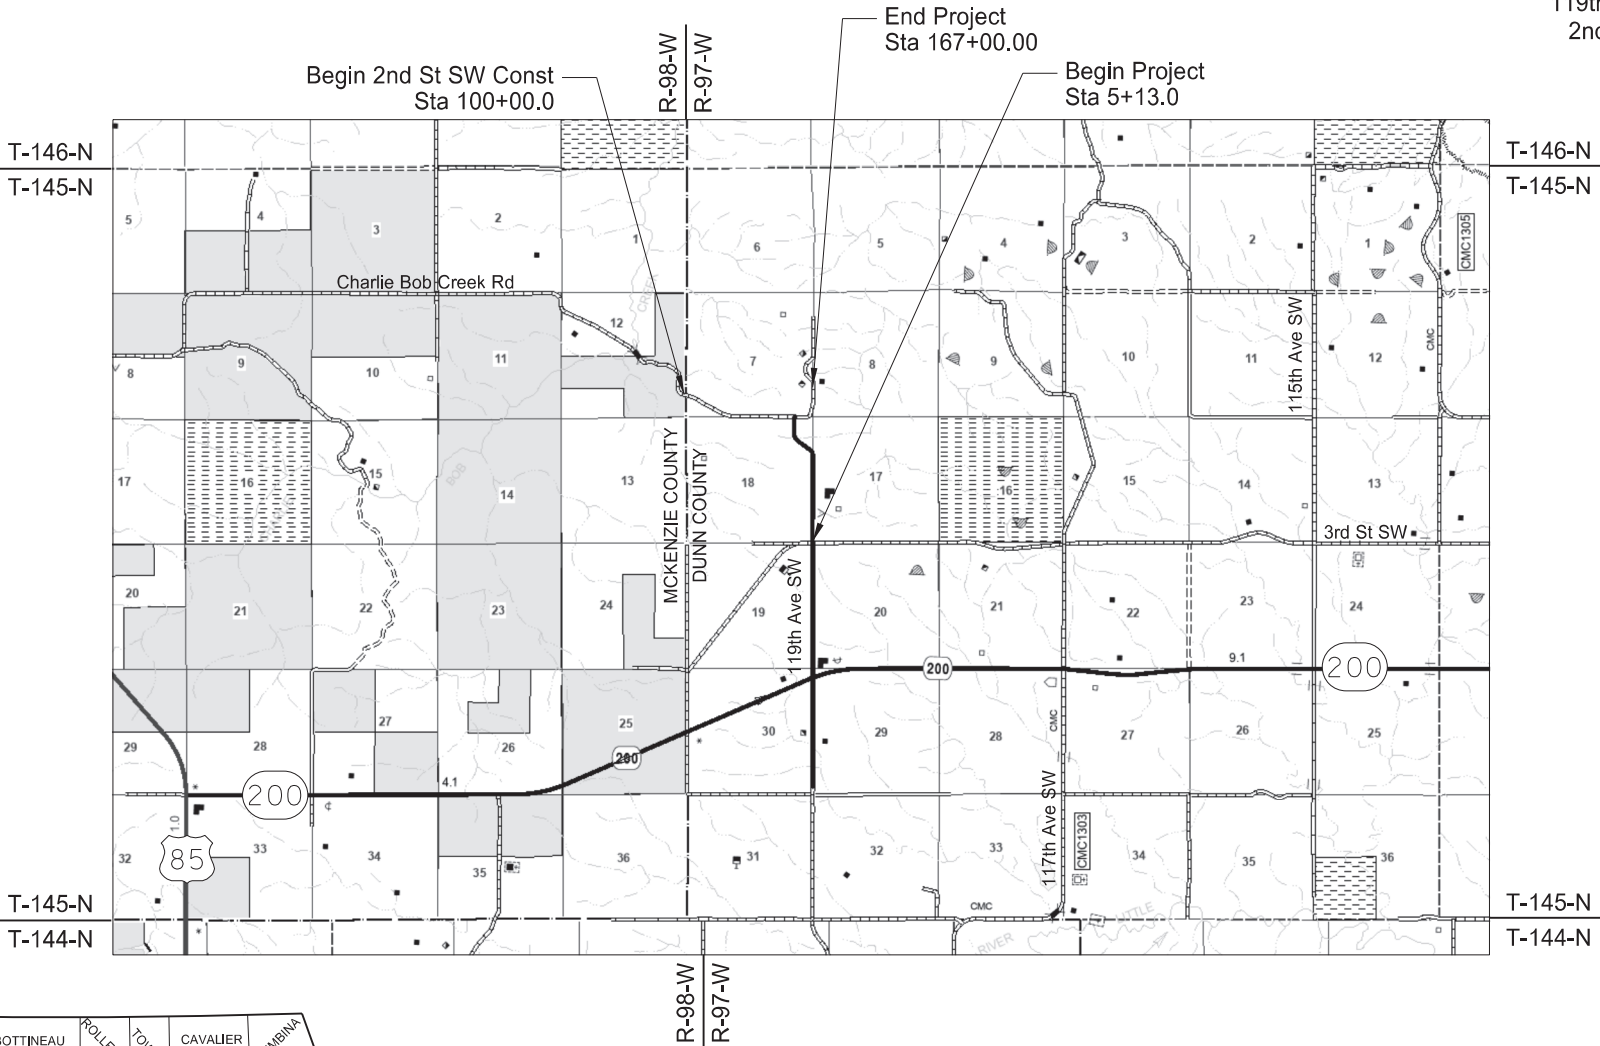 119th
2nd
End Project
Sta 167+00.00
Begin Project
Sta 5+13.0
Begin 2nd St SW Const
Sta 100+00.0
R-98-W
R-97-W
T-146-N
T-145-N
T-146-N
T-145-N
5
4
3
2
1
6
5
4
3
2
1
CMC1305
Charlie Bob Creek Rd
CREEK
8
9
10
11
12
7
8
9
10
11
12
115th Ave SW
CMC
MCKENZIE COUNTY
DUNN COUNTY
17
16
15
BOB
14
13
18
17
16
15
14
13
3rd St SW
20
21
22
23
24
19
119th Ave SW
20
21
22
23
24
200
9.1
200
29
28
27
26
25
30
29
28
CMC
27
26
25
200
4.1
200
1.0
85
32
33
34
35
36
31
32
33
117th Ave SW
CMC1303
34
35
36
CMC
LITTLE
RIVER
T-145-N
T-144-N
T-145-N
T-144-N
R-98-W
R-97-W
BOTTINEAU
ROLLE
TOW
CAVALIER
MBINA